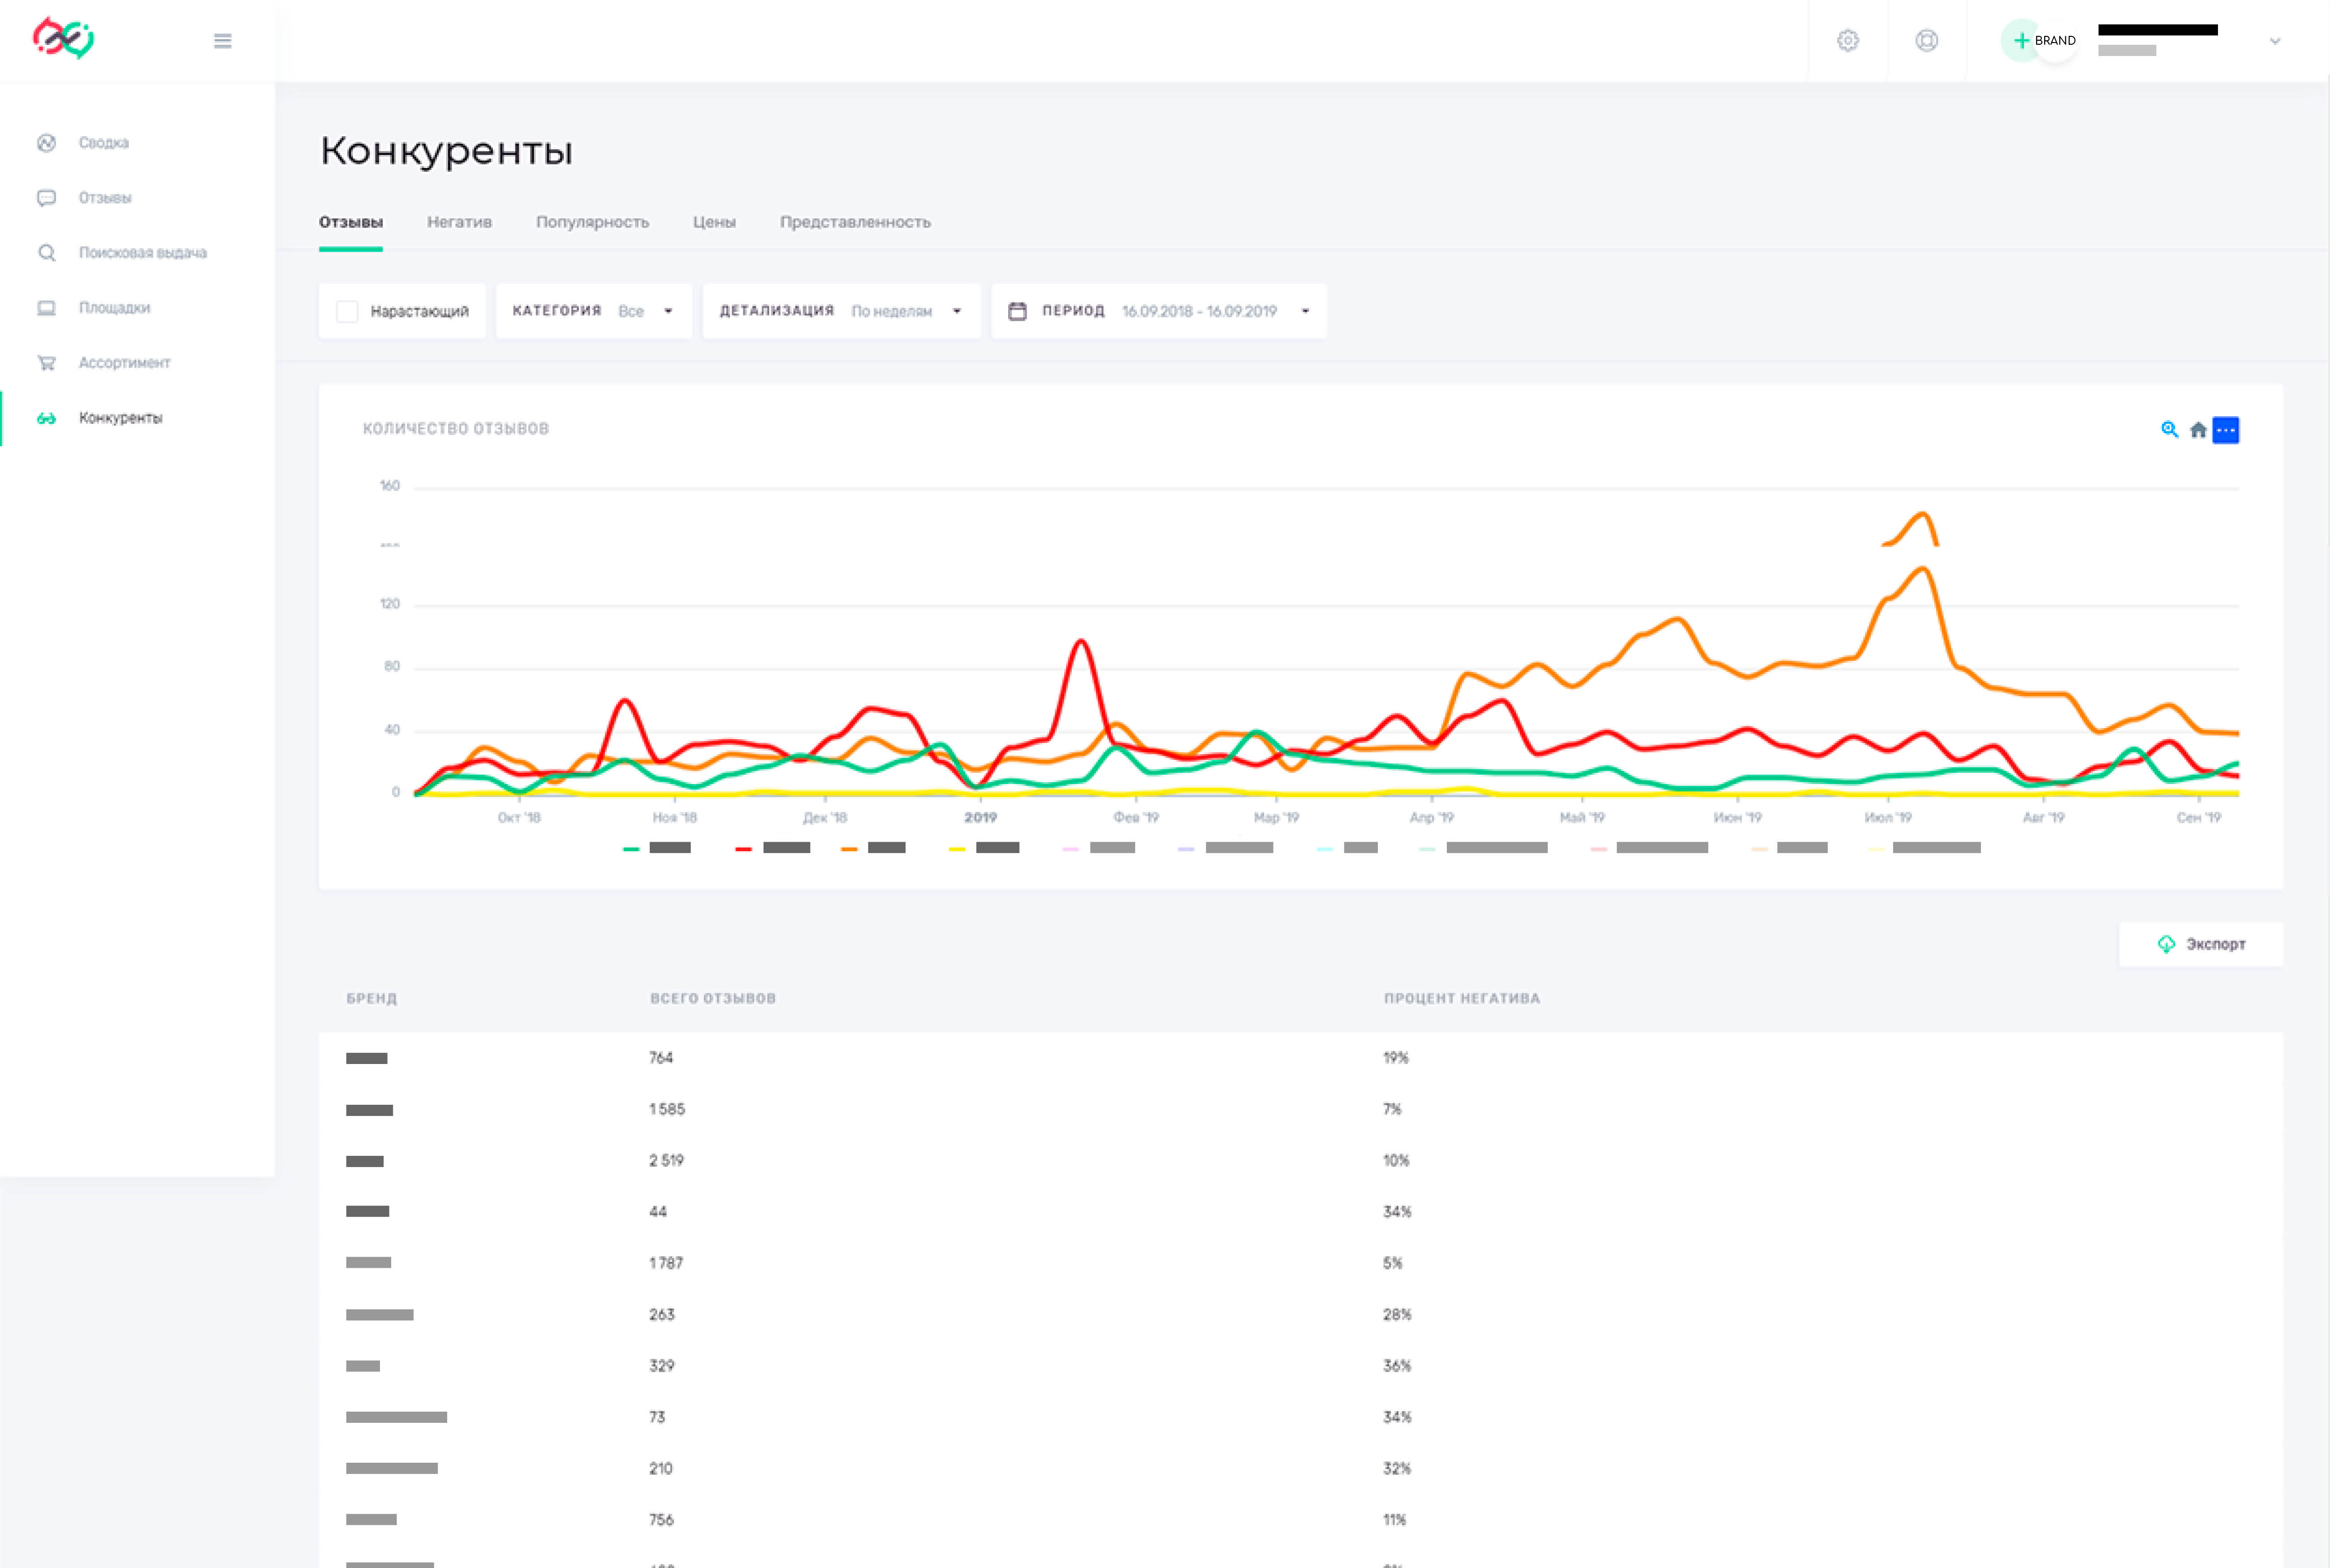 BRAND
Сводка
Отзывы
Поисковая выдача
Площадки
Ассортимент
Конкуренты
Конкуренты
Отзывы Негатив Популярность Цены Представленность
Нарастающий КАТЕГОРИЯ Все ДЕТАЛИЗАЦИЯ По неделям ПЕРИОД 16.09.2018 - 16.09.2019
КОЛИЧЕСТВО ОТЗЫВОВ
160
120
80
40
0
Окт '18 Ноя '18 Дек '18 2019 Фев '19 Мар '19 Апр '19 Май '19 Июн '19 Июл '19 Авг '19 Сен '19
Экспорт
БРЕНД ВСЕГО ОТЗЫВОВ ПРОЦЕНТ НЕГАТИВА
764 19%
1 585 7%
2 519 10%
44 34%
1 787 5%
263 28%
329 36%
73 34%
210 32%
756 11%